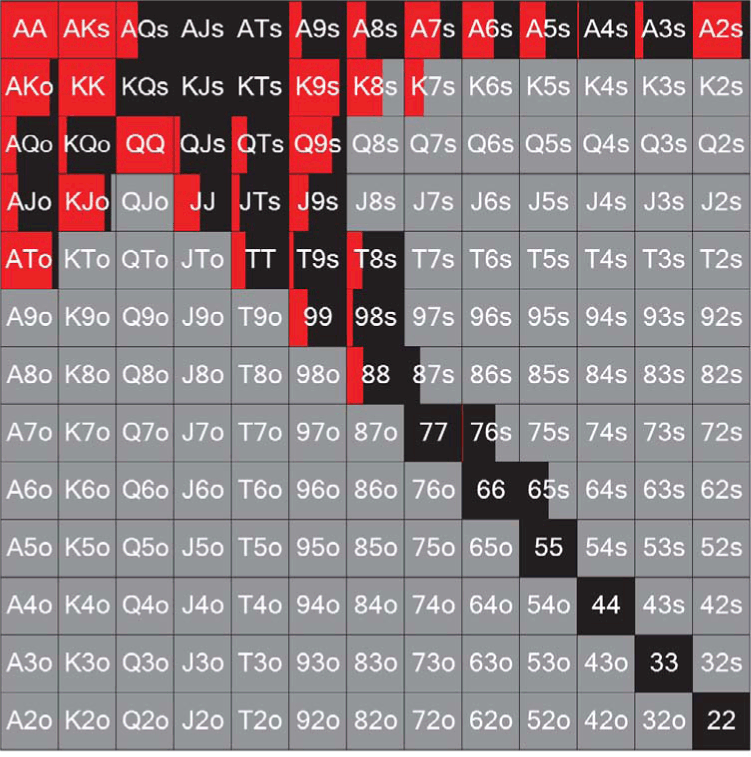 AA AKs AQs AJs ATs A9s A8s A7s A6s A5s A4s A3s A2s
AKo KK KQs KJs KTs K9s K8s K7s K6s K5s K4s K3s K2s
AQo KQo QQ QJs QTs Q9s Q8s Q7s Q6s Q5s Q4s Q3s Q2s
AJo KJo QJo JJ JTs J9s J8s J7s J6s J5s J4s J3s J2s
ATo KTo QTo JTo TT T9s T8s T7s T6s T5s T4s T3s T2s
A9o K9o Q9o J9o T9o 99 98s 97s 96s 95s 94s 93s 92s
A8o K8o Q8o J8o T8o 98o 88 87s 86s 85s 84s 83s 82s
A7o K7o Q7o J7o T7o 97o 87o 77 76s 75s 74s 73s 72s
A6o K6o Q6o J6o T6o 96o 86o 76o 66 65s 64s 63s 62s
A5o K5o Q5o J5o T5o 95o 85o 75o 65o 55 54s 53s 52s
A4o K4o Q4o J4o T4o 94o 84o 74o 64o 54o 44 43s 42s
A3o K3o Q3o J3o T3o 93o 83o 73o 63o 53o 43o 33 32s
A2o K2o Q2o J2o T2o 92o 82o 72o 62o 52o 42o 32o 22